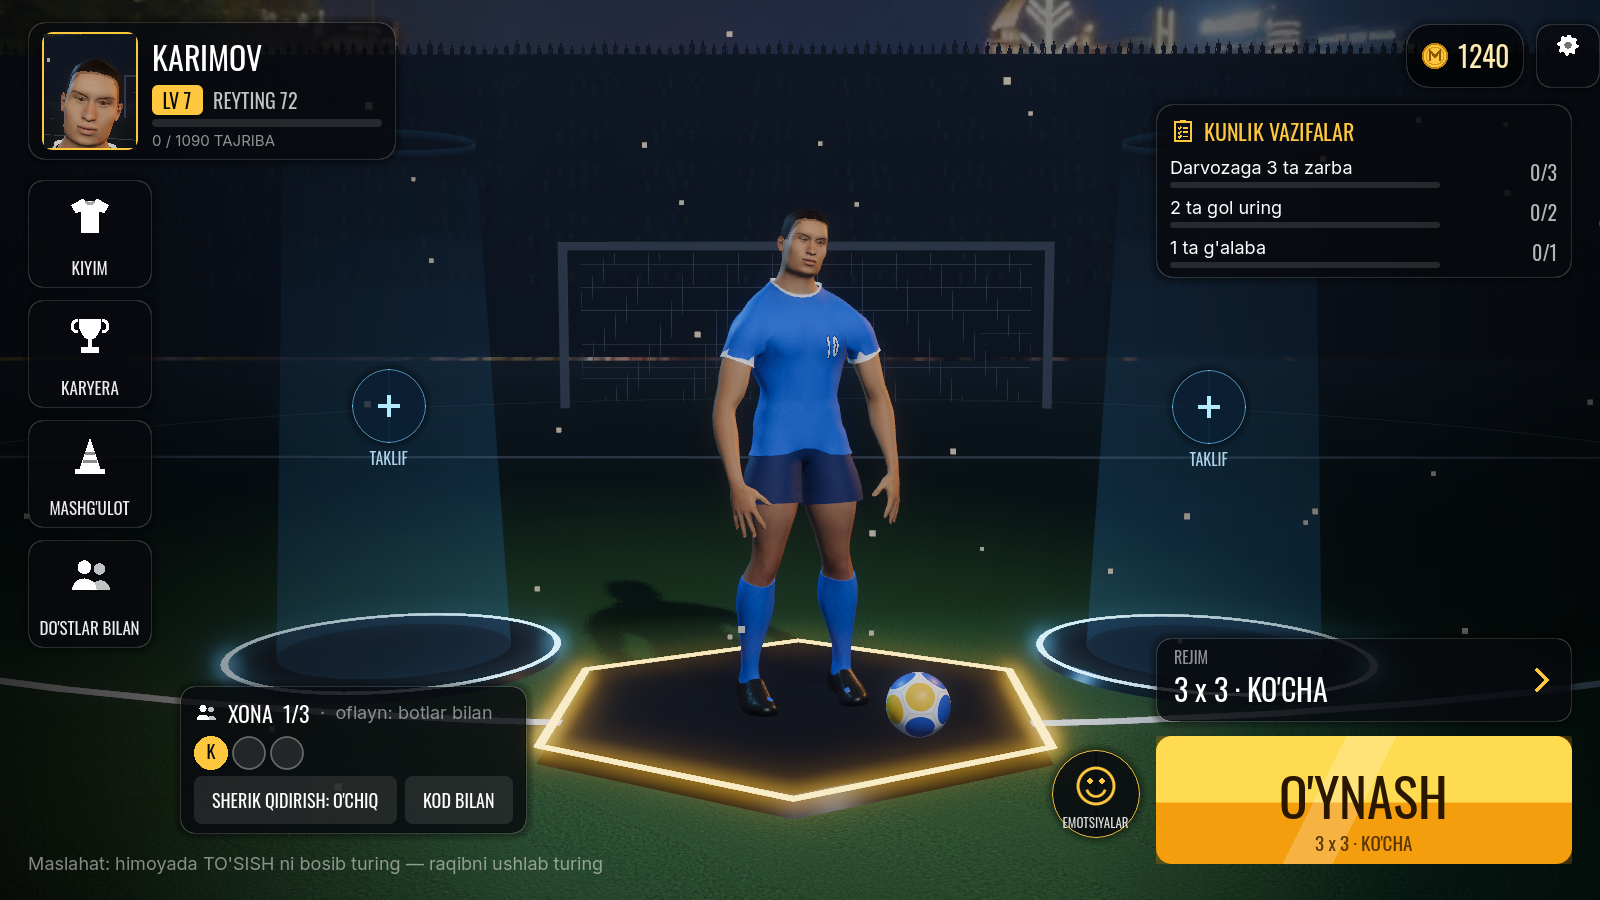 KARIMOV
LV 7 REYTING 72
0 / 1090 TAJRIBA
1240
KUNLIK VAZIFALAR
Darvozaga 3 ta zarba 0/3
2 ta gol uring 0/2
1 ta g'alaba 0/1
KIYIM
KARYERA
MASHG'ULOT
DO'STLAR BILAN
10
TAKLIF
TAKLIF
REJIM
3 x 3 · KO'CHA
XONA 1/3 · oflayn: botlar bilan
K
SHERIK QIDIRISH: O'CHIQ
KOD BILAN
EMOTSIYALAR
O'YNASH
3 x 3 · KO'CHA
Maslahat: himoyada TO'SISH ni bosib turing — raqibni ushlab turing